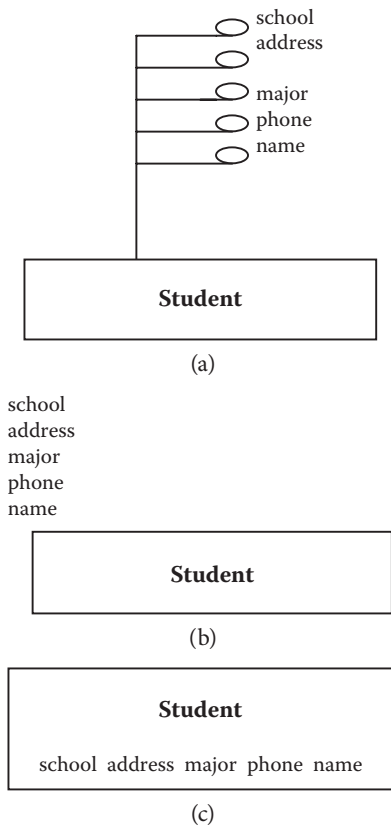 school
address
major
phone
name
Student
(a)
school
address
major
phone
name
Student
(b)
Student
school address major phone name
(c)